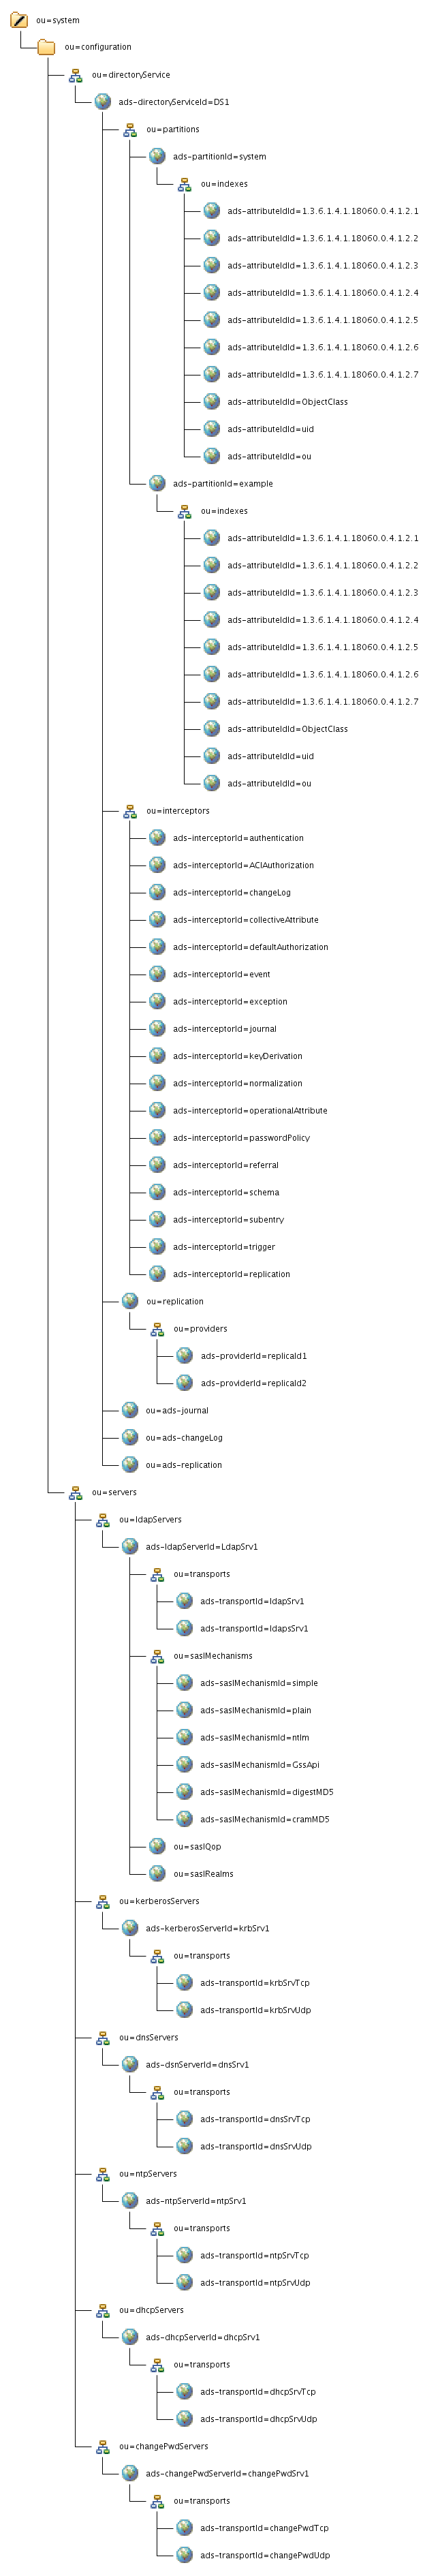 ou=system
ou=configuration
ou=directoryService
ads-directoryServiceId=DS1
ou=partitions
ads-partitionId=system
ou=indexes
ads-attributeIdId=1.3.6.1.4.1.18060.0.4.1.2.1
ads-attributeIdId=1.3.6.1.4.1.18060.0.4.1.2.2
ads-attributeIdId=1.3.6.1.4.1.18060.0.4.1.2.3
ads-attributeIdId=1.3.6.1.4.1.18060.0.4.1.2.4
ads-attributeIdId=1.3.6.1.4.1.18060.0.4.1.2.5
ads-attributeIdId=1.3.6.1.4.1.18060.0.4.1.2.6
ads-attributeIdId=1.3.6.1.4.1.18060.0.4.1.2.7
ads-attributeIdId=ObjectClass
ads-attributeIdId=uid
ads-attributeIdId=ou
ads-partitionId=example
ou=indexes
ads-attributeIdId=1.3.6.1.4.1.18060.0.4.1.2.1
ads-attributeIdId=1.3.6.1.4.1.18060.0.4.1.2.2
ads-attributeIdId=1.3.6.1.4.1.18060.0.4.1.2.3
ads-attributeIdId=1.3.6.1.4.1.18060.0.4.1.2.4
ads-attributeIdId=1.3.6.1.4.1.18060.0.4.1.2.5
ads-attributeIdId=1.3.6.1.4.1.18060.0.4.1.2.6
ads-attributeIdId=1.3.6.1.4.1.18060.0.4.1.2.7
ads-attributeIdId=ObjectClass
ads-attributeIdId=uid
ads-attributeIdId=ou
ou=interceptors
ads-interceptorId=authentication
ads-interceptorId=ACIAuthorization
ads-interceptorId=changeLog
ads-interceptorId=collectiveAttribute
ads-interceptorId=defaultAuthorization
ads-interceptorId=event
ads-interceptorId=exception
ads-interceptorId=journal
ads-interceptorId=keyDerivation
ads-interceptorId=normalization
ads-interceptorId=operationalAttribute
ads-interceptorId=passwordPolicy
ads-interceptorId=referral
ads-interceptorId=schema
ads-interceptorId=subentry
ads-interceptorId=trigger
ads-interceptorId=replication
ou=replication
ou=providers
ads-providerId=replicaId1
ads-providerId=replicaId2
ou=ads-journal
ou=ads-changeLog
ou=ads-replication
ou=servers
ou=ldapServers
ads-ldapServerId=LdapSrv1
ou=transports
ads-transportId=ldapSrv1
ads-transportId=ldapsSrv1
ou=saslMechanisms
ads-saslMechanismId=simple
ads-saslMechanismId=plain
ads-saslMechanismId=ntlm
ads-saslMechanismId=GssApi
ads-saslMechanismId=digestMD5
ads-saslMechanismId=cramMD5
ou=saslQop
ou=saslRealms
ou=kerberosServers
ads-kerberosServerId=krbSrv1
ou=transports
ads-transportId=krbSrvTcp
ads-transportId=krbSrvUdp
ou=dnsServers
ads-dsnServerId=dnsSrv1
ou=transports
ads-transportId=dnsSrvTcp
ads-transportId=dnsSrvUdp
ou=ntpServers
ads-ntpServerId=ntpSrv1
ou=transports
ads-transportId=ntpSrvTcp
ads-transportId=ntpSrvUdp
ou=dhcpServers
ads-dhcpServerId=dhcpSrv1
ou=transports
ads-transportId=dhcpSrvTcp
ads-transportId=dhcpSrvUdp
ou=changePwdServers
ads-changePwdServerId=changePwdSrv1
ou=transports
ads-transportId=changePwdTcp
ads-transportId=changePwdUdp